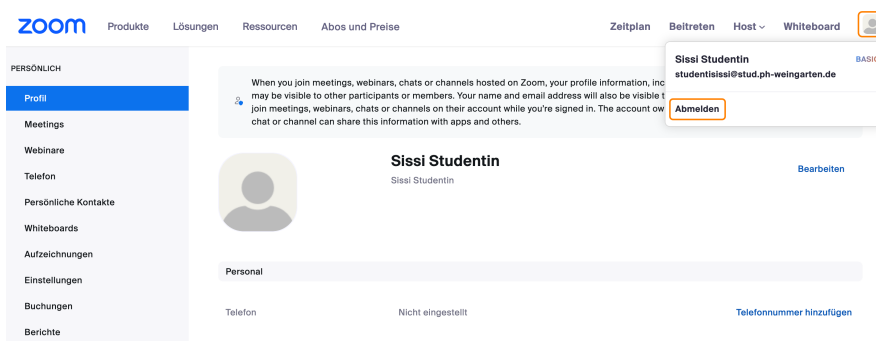 zoom Produkte Lösungen Ressourcen Abos und Preise Zeitplan Beitreten Host Whiteboard
Sissi Studentin BASIC
studentisissi@stud.ph-weingarten.de
Abmelden
PERSÖNLICH
Profil
Meetings
Webinare
Telefon
Persönliche Kontakte
Whiteboards
Aufzeichnungen
Einstellungen
Buchungen
Berichte
When you join meetings, webinars, chats or channels hosted on Zoom, your profile information, inc
may be visible to other participants or members. Your name and email address will also be visible t
join meetings, webinars, chats or channels on their account while you're signed in. The account ow
chat or channel can share this information with apps and others.
Sissi Studentin
Sissi Studentin
Bearbeiten
Personal
Telefon Nicht eingestellt Telefonnummer hinzufügen